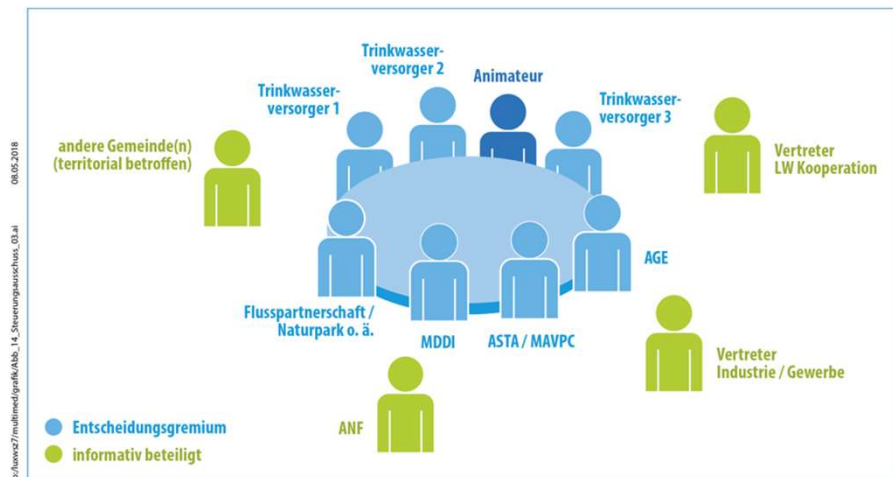 Trinkwasser-
versorger 2
Animateur
Trinkwasser-
versorger 1
Trinkwasser-
versorger 3
andere Gemeinde(n)
(territorial betroffen)
Vertreter
LW Kooperation
AGE
Flusspartnerschaft /
Naturpark o. ä.
MDDI
ASTA / MAVPC
Vertreter
Industrie / Gewerbe
ANF
Entscheidungsgremium
informativ beteiligt
p:/luxwsz7/multimed/grafik/Abb_14_Steuerungsausschuss_03.ai 08.05.2018